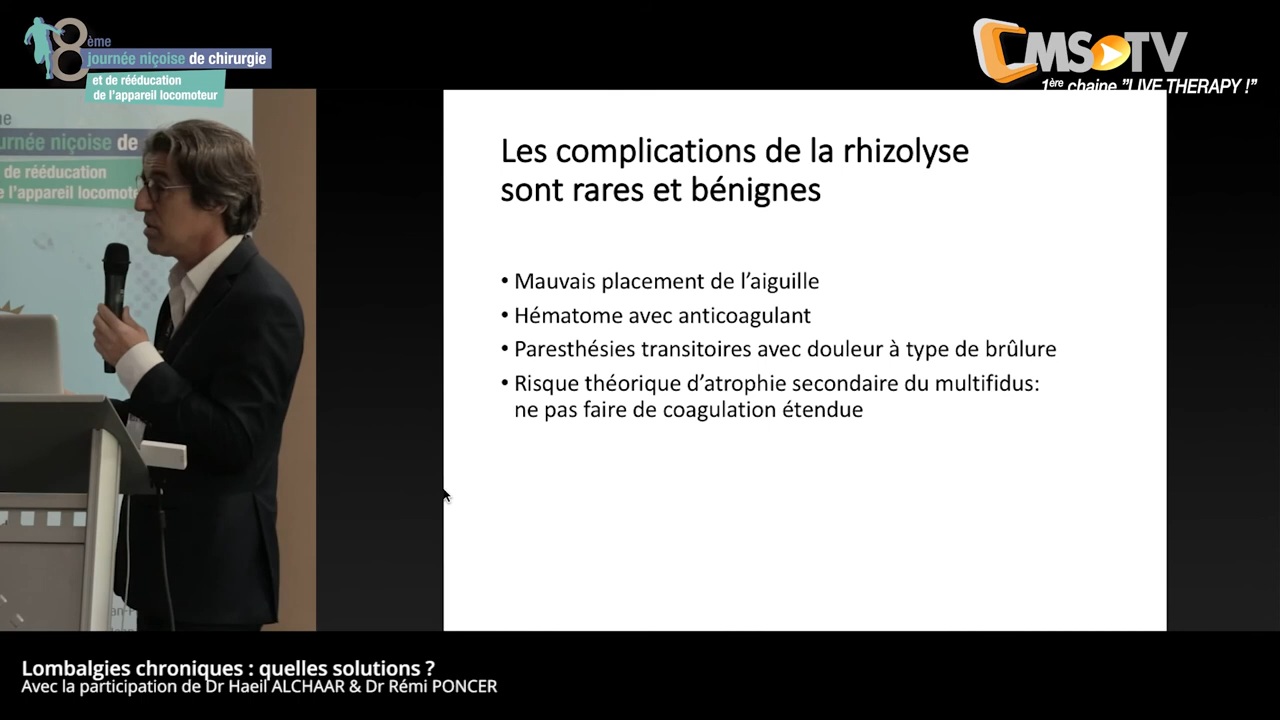 8ème
journée niçoise de chirurgie
et de rééducation
de l'appareil locomoteur
CMS TV
1ère chaine "LIVE THERAPY !"
urnée niçoise de
de rééducation
l'appareil locomote
Les complications de la rhizolyse
sont rares et bénignes
• Mauvais placement de l'aiguille
• Hématome avec anticoagulant
• Paresthésies transitoires avec douleur à type de brûlure
• Risque théorique d'atrophie secondaire du multifidus:
ne pas faire de coagulation étendue
Lombalgies chroniques : quelles solutions ?
Avec la participation de Dr Haeil ALCHAAR & Dr Rémi PONCER